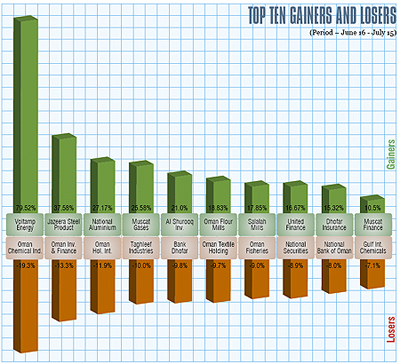 TOP TEN GAINERS AND LOSERS
(Period – June 16 - July 15)
Gainers
79.52% 37.58% 27.17% 25.58% 21.0% 18.83% 17.85% 16.67% 15.32% 10.5%
Voltamp Jazeera Steel National Muscat Al Shurooq Oman Flour Salalah United Dhofar Muscat
Energy Product Aluminium Gases Inv. Mills Mills Finance Insurance Finance
Oman Oman Inv. Oman Taghleef Bank Oman Textile Oman National National Gulf Int.
Chemical Ind. & Finance Hol. Int. Industries Dhofar Holding Fisheries Securities Bank of Oman Chemicals
-19.3% -13.3% -11.9% -10.0% -9.8% -9.7% -9.0% -8.9% -8.0% -7.1%
Losers